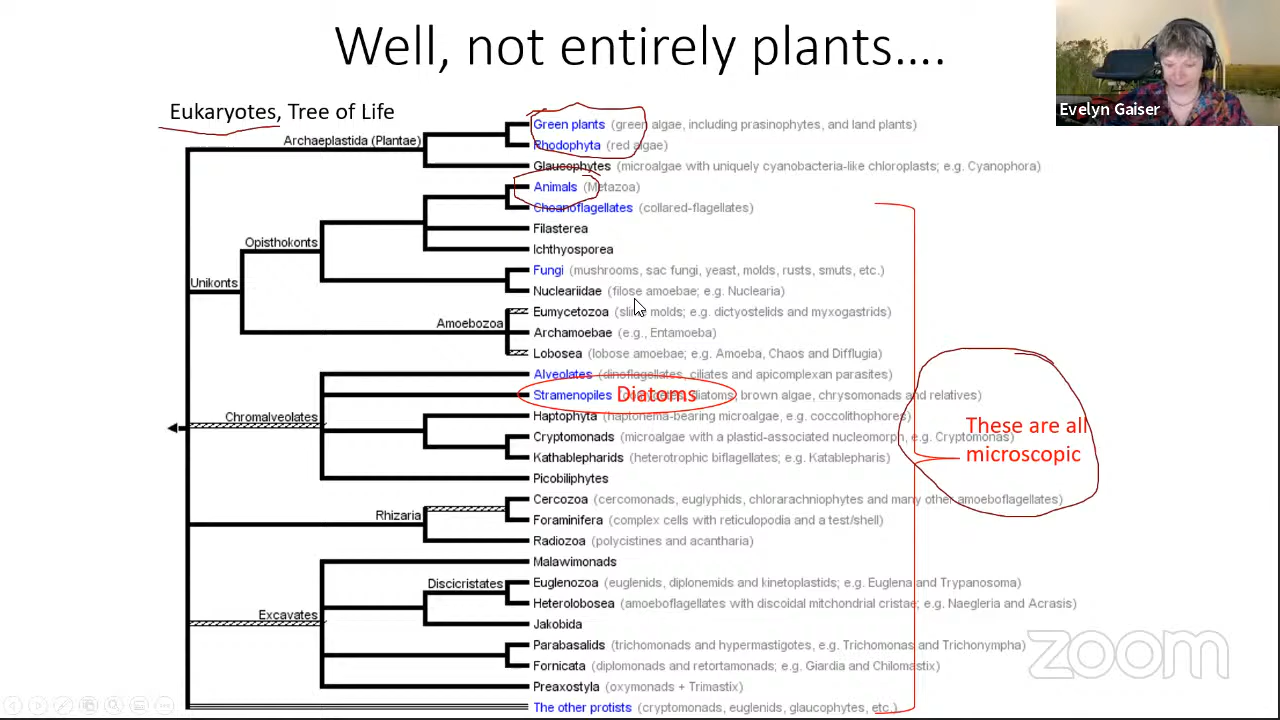 Well, not entirely plants....
Evelyn Gaiser
Eukaryotes, Tree of Life
Archaeplastida (Plantae)
Green plants (green algae, including prasinophytes, and land plants)
Rhodophyta (red algae)
Glaucophytes (microalgae with uniquely cyanobacteria-like chloroplasts; e.g. Cyanophora)
Animals (Metazoa)
Choanoflagellates (collared-flagellates)
Filasterea
Opisthokonts
Ichthyosporea
Fungi (mushrooms, sac fungi, yeast, molds, rusts, smuts, etc.)
Unikonts
Nucleariidae (filose amoebae; e.g. Nuclearia)
Eumycetozoa (slime molds; e.g. dictyostelids and myxogastrids)
Amoebozoa
Archamoebae (e.g., Entamoeba)
Lobosea (lobose amoebae; e.g. Amoeba, Chaos and Difflugia)
Alveolates (dinoflagellates, ciliates and apicomplexan parasites)
Stramenopiles diatoms, brown algae, chrysomonads and relatives)
Diatoms
Chromalveolates
Haptophyta (haptonema-bearing microalgae, e.g. coccolithophores)
Cryptomonads (microalgae with a plastid-associated nucleomorph, e.g. Cryptomonas)
Kathablepharids (heterotrophic biflagellates; e.g. Katablepharis)
These are all
microscopic
Picobiliphytes
Cercozoa (cercomonads, euglyphids, chlorarachniophytes and many other amoeboflagellates)
Rhizaria
Foraminifera (complex cells with reticulopodia and a test/shell)
Radiozoa (polycistines and acantharia)
Malawimonads
Discicristates
Euglenozoa (euglenids, diplonemids and kinetoplastids; e.g. Euglena and Trypanosoma)
Heterolobosea (amoeboflagellates with discoidal mitchondrial cristae; e.g. Naegleria and Acrasis)
Excavates
Jakobida
Parabasalids (trichomonads and hypermastigotes, e.g. Trichomonas and Trichonympha)
Fornicata (diplomonads and retortamonads; e.g. Giardia and Chilomastix)
Preaxostyla (oxymonads + Trimastix)
The other protists (cryptomonads, euglenids, glaucophytes, etc.)
zoom